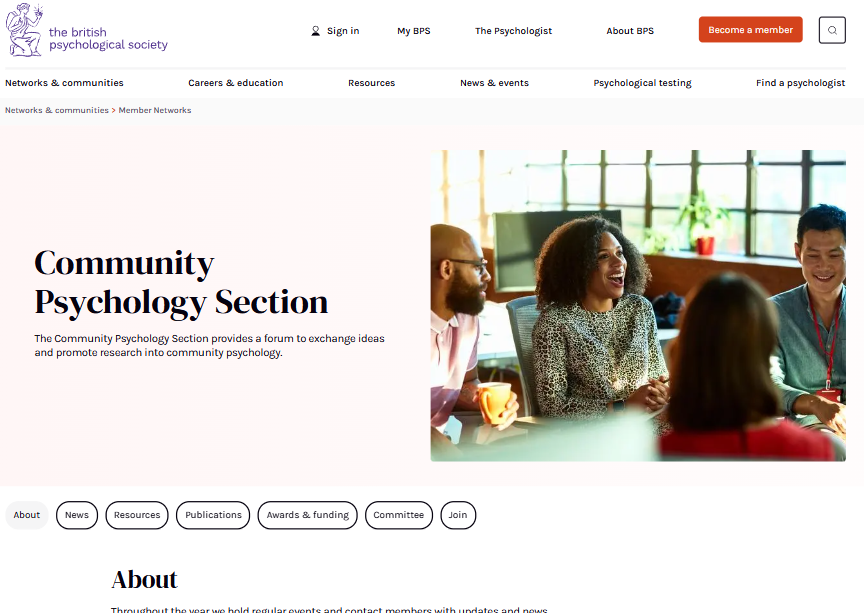 the british
psychological society
Sign in
My BPS
The Psychologist
About BPS
Become a member
Networks & communities
Careers & education
Resources
News & events
Psychological testing
Find a psychologist
Networks & communities > Member Networks
Community
Psychology Section
The Community Psychology Section provides a forum to exchange ideas
and promote research into community psychology.
About
News
Resources
Publications
Awards & funding
Committee
Join
About
Throughout the year we hold regular events and contact members with updates and news